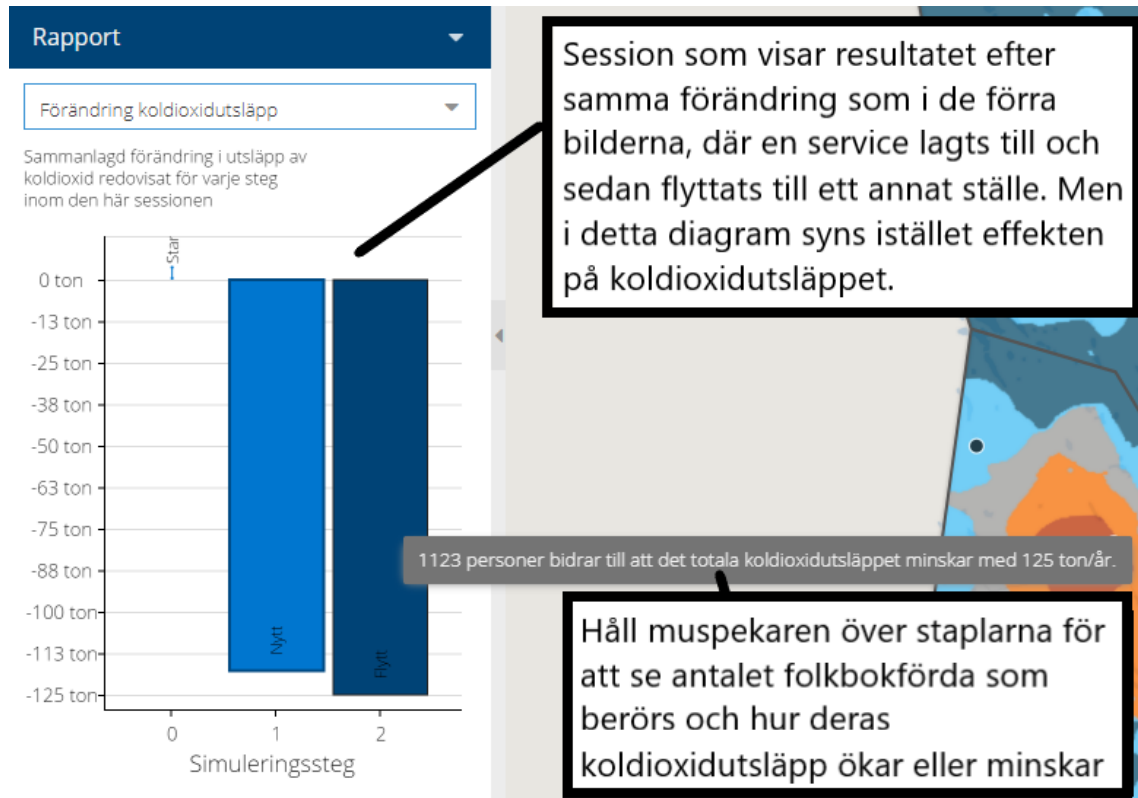 Rapport
Förändring koldioxidutsläpp
Sammanlagd förändring i utsläpp av
koldioxid redovisat för varje steg
inom den här sessionen
Star
0 ton
-13 ton
-25 ton
-38 ton
-50 ton
-63 ton
-75 ton
-88 ton
-100 ton
-113 ton
-125 ton
Nytt
Flytt
0
1
2
Simuleringssteg
Session som visar resultatet efter
samma förändring som i de förra
bilderna, där en service lagts till och
sedan flyttats till ett annat ställe. Men
i detta diagram syns istället effekten
på koldioxidutsläppet.
1123 personer bidrar till att det totala koldioxidutsläppet minskar med 125 ton/år.
Håll muspekaren över staplarna för
att se antalet folkbokförda som
berörs och hur deras
koldioxidutsläpp ökar eller minskar